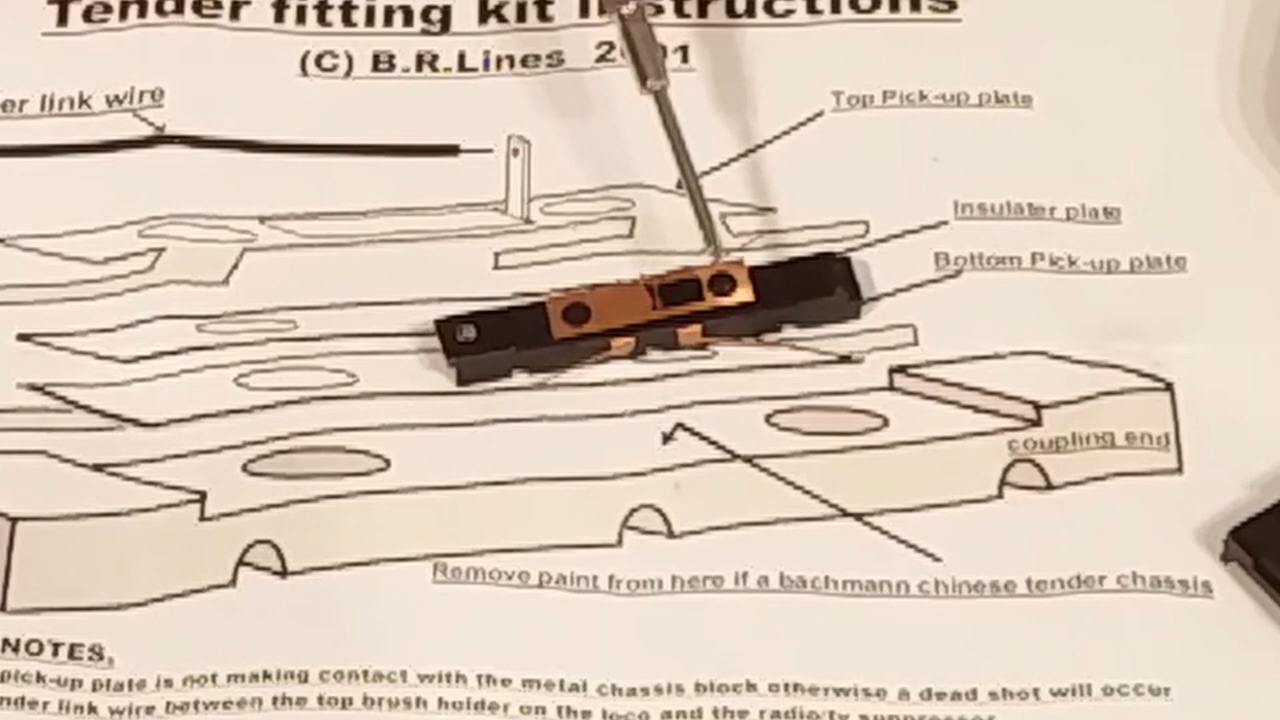 Tender fitting kit instructions
(C) B.R.Lines 2001
er link wire
Top Pick-up plate
Insulater plate
Bottom Pick-up plate
coupling end
Remove paint from here if a bachmann chinese tender chassis
NOTES,
pick-up plate is not making contact with the metal chassis block otherwise a dead shot will occur
nder link wire between the top brush holder on the loco and the radio/tv suppressor